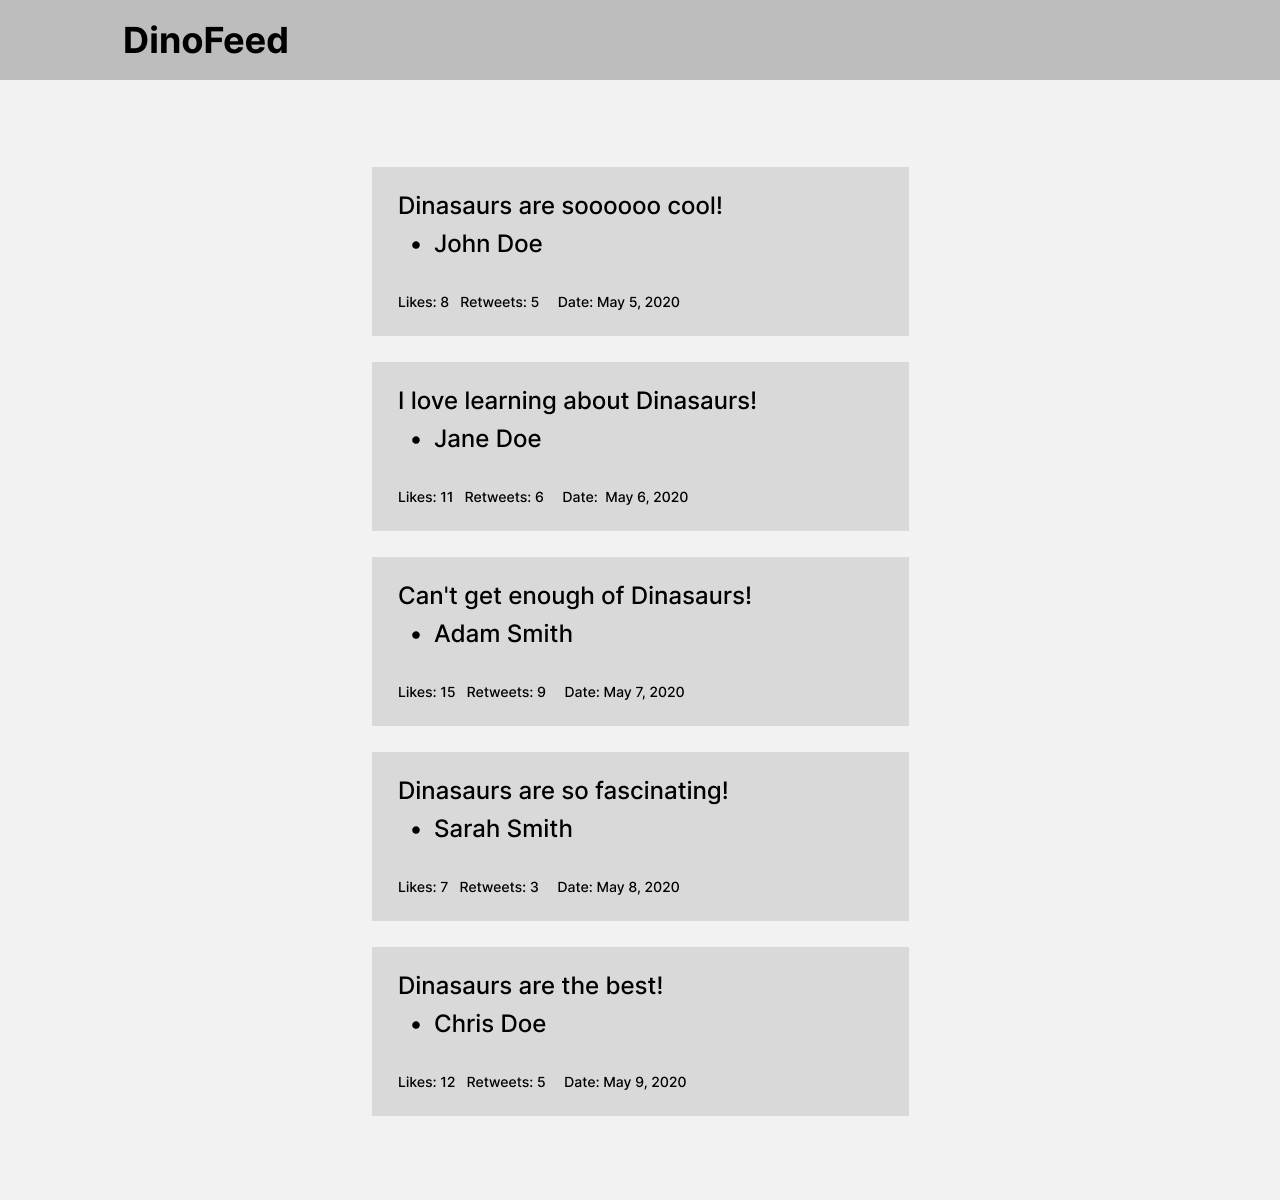 DinoFeed
Dinasaurs are soooooo cool!
• John Doe
Likes: 8 Retweets: 5 Date: May 5, 2020
I love learning about Dinasaurs!
• Jane Doe
Likes: 11 Retweets: 6 Date: May 6, 2020
Can't get enough of Dinasaurs!
• Adam Smith
Likes: 15 Retweets: 9 Date: May 7, 2020
Dinasaurs are so fascinating!
• Sarah Smith
Likes: 7 Retweets: 3 Date: May 8, 2020
Dinasaurs are the best!
• Chris Doe
Likes: 12 Retweets: 5 Date: May 9, 2020